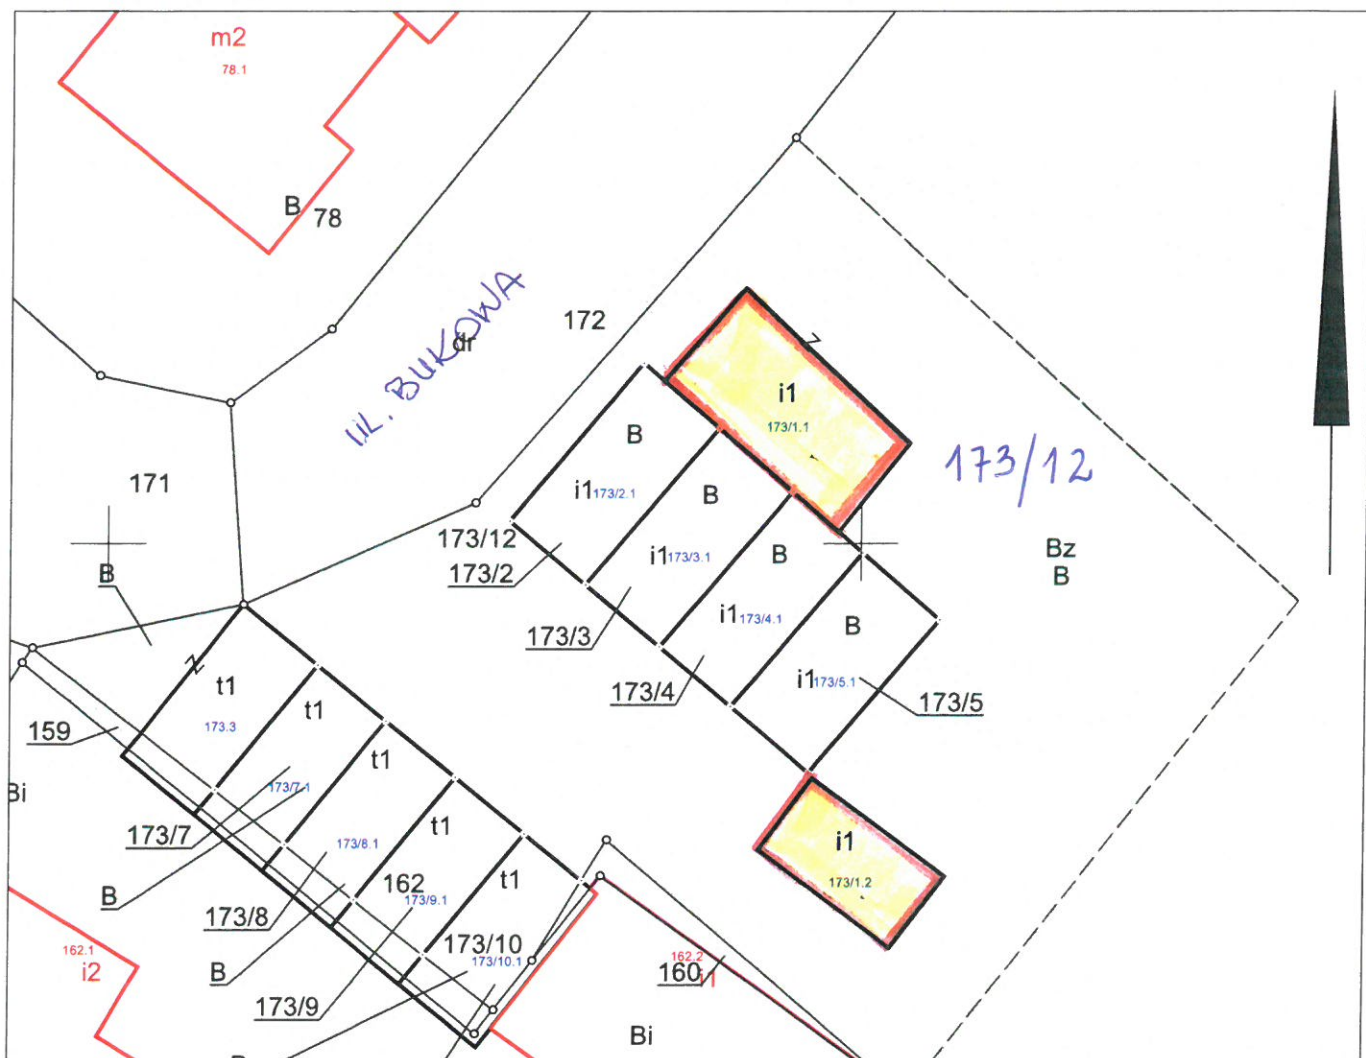 m2
78.1
B 78
UL. BUKOWA
dr
172
i1
173/1.1
173/12
B
i1 173/2.1
B
i1 173/3.1
B
i1 173/4.1
B
i1 173/5.1
171
B
173/12
173/2
173/3
173/4
173/5
Bz
B
z
z
t1
173.3
t1
173/7.1
t1
173/8.1
t1
162
173/9.1
t1
173/10
173/10.1
159
Bi
173/7
B
173/8
B
173/9
162.1
i2
i1
173/1.2
162.2
160
i1
Bi